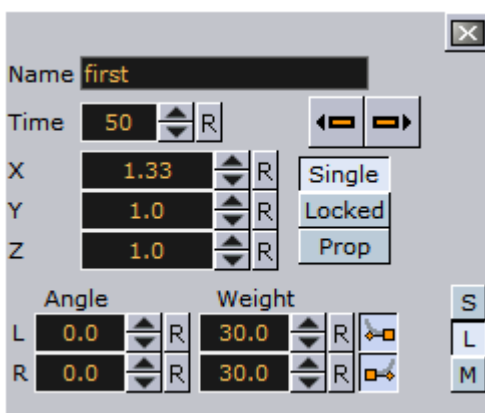 Name first
Time 50 R
X 1.33 R Single
Y 1.0 R Locked
Z 1.0 R Prop
Angle Weight S
L 0.0 R 30.0 R L
R 0.0 R 30.0 R M